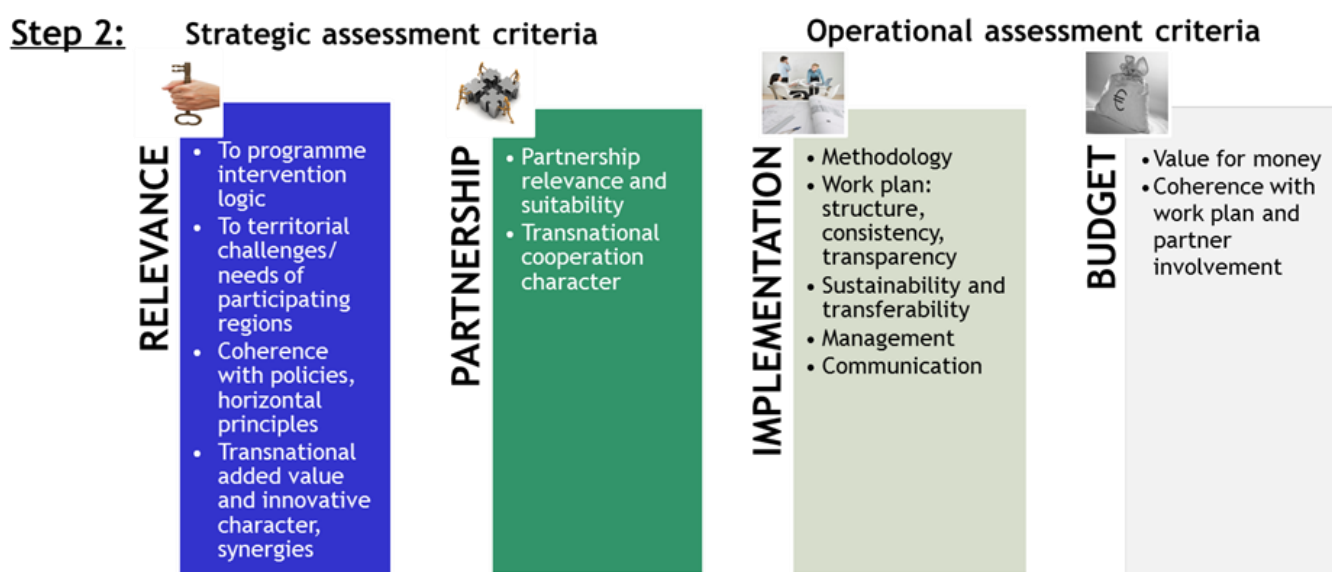 Step 2:
Strategic assessment criteria
Operational assessment criteria
RELEVANCE
• To programme
intervention
logic
• To territorial
challenges/
needs of
participating
regions
• Coherence
with policies,
horizontal
principles
• Transnational
added value
and innovative
character,
synergies
PARTNERSHIP
• Partnership
relevance and
suitability
• Transnational
cooperation
character
IMPLEMENTATION
• Methodology
• Work plan:
structure,
consistency,
transparency
• Sustainability and
transferability
• Management
• Communication
€
BUDGET
• Value for money
• Coherence with
work plan and
partner
involvement